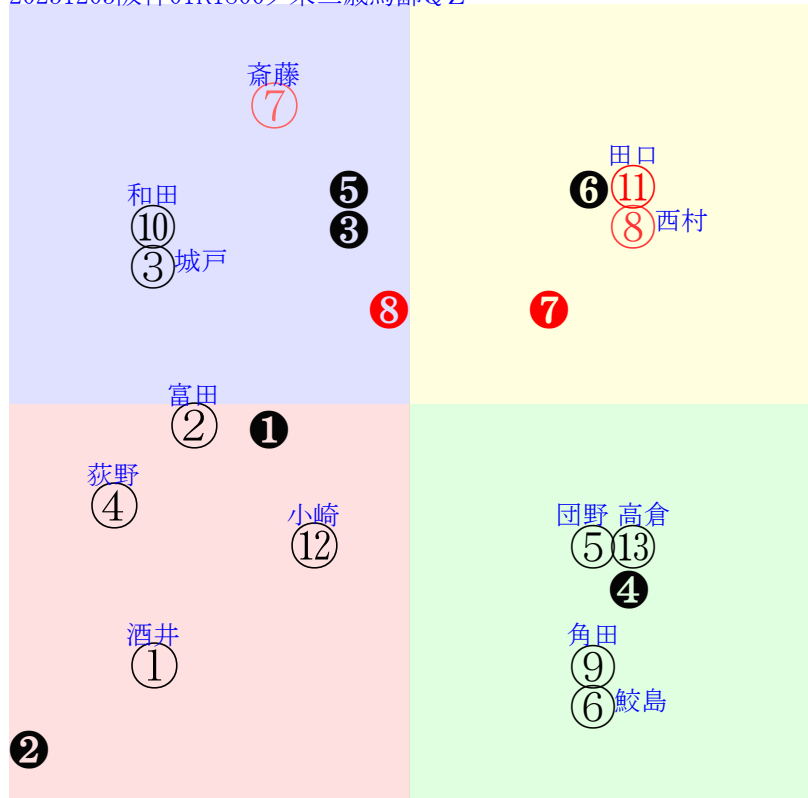 斎藤
⑦
田口
❺
❻
⑪
和田
⑩
❸
⑧西村
③城戸
❽
❼
富田
②
❶
荻野
④
小崎
団野 高倉
⑫
⑤⑬
❹
酒井
角田
①
⑨
⑥鮫島
❷